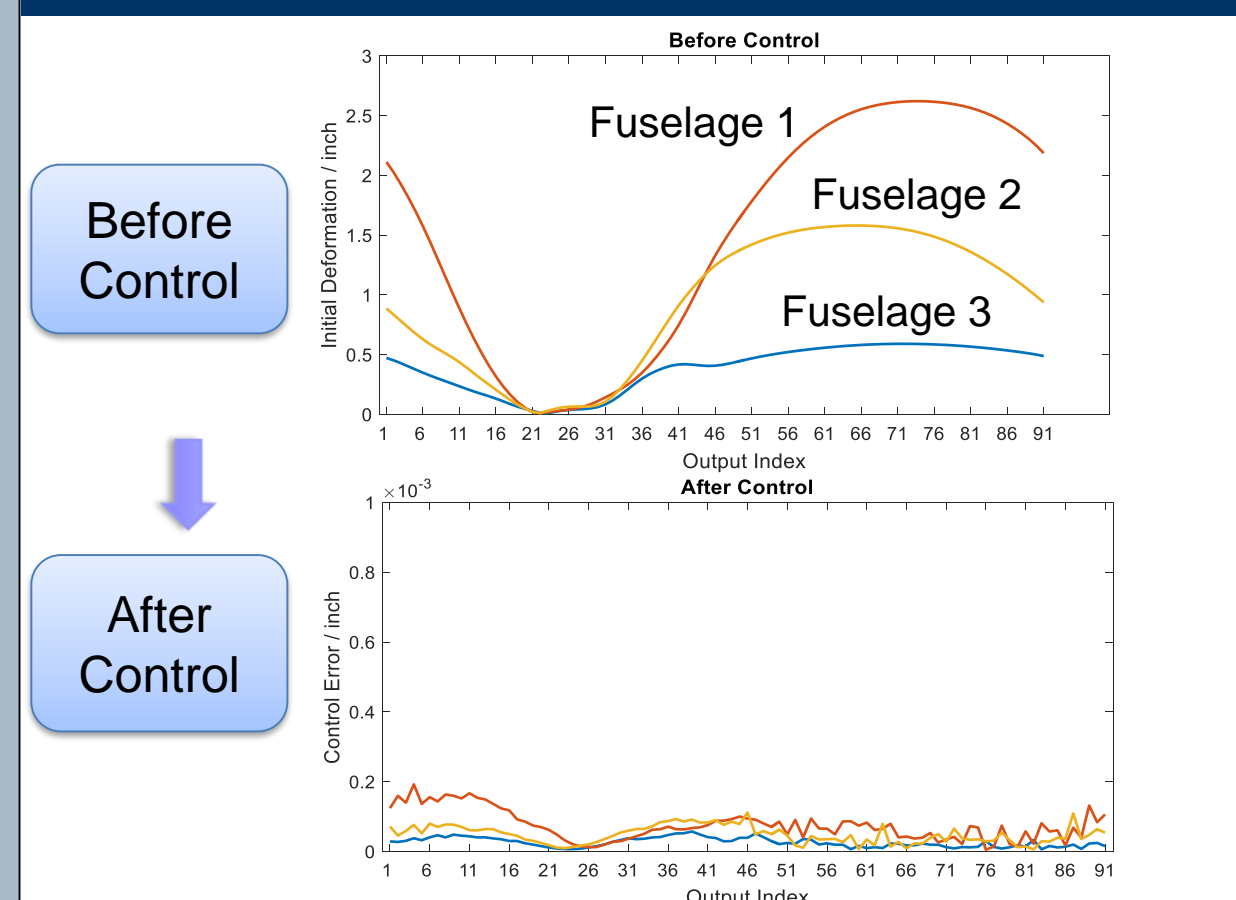 Before Control
3
2.5
2
1.5
1
0.5
0
Initial Deformation / inch
Fuselage 1
Fuselage 2
Fuselage 3
1 6 11 16 21 26 31 36 41 46 51 56 61 66 71 76 81 86 91
Output Index
Before
Control
After Control
×10-3
1
0.8
0.6
0.4
0.2
0
Control Error / inch
1 6 11 16 21 26 31 36 41 46 51 56 61 66 71 76 81 86 91
Output Index
After
Control